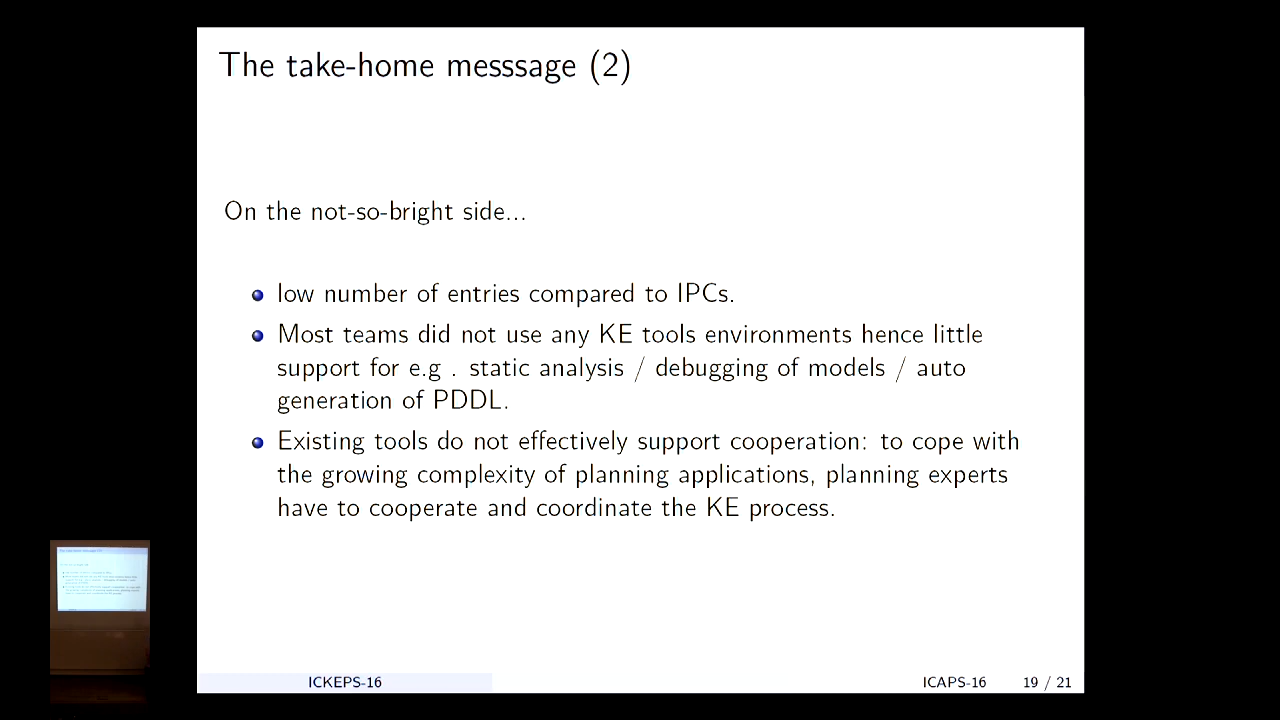 The take-home messsage (2)
On the not-so-bright side...
low number of entries compared to IPCs.
Most teams did not use any KE tools environments hence little
support for e.g . static analysis / debugging of models / auto
generation of PDDL.
Existing tools do not effectively support cooperation: to cope with
the growing complexity of planning applications, planning experts
have to cooperate and coordinate the KE process.
ICKEPS-16
ICAPS-16
19 / 21